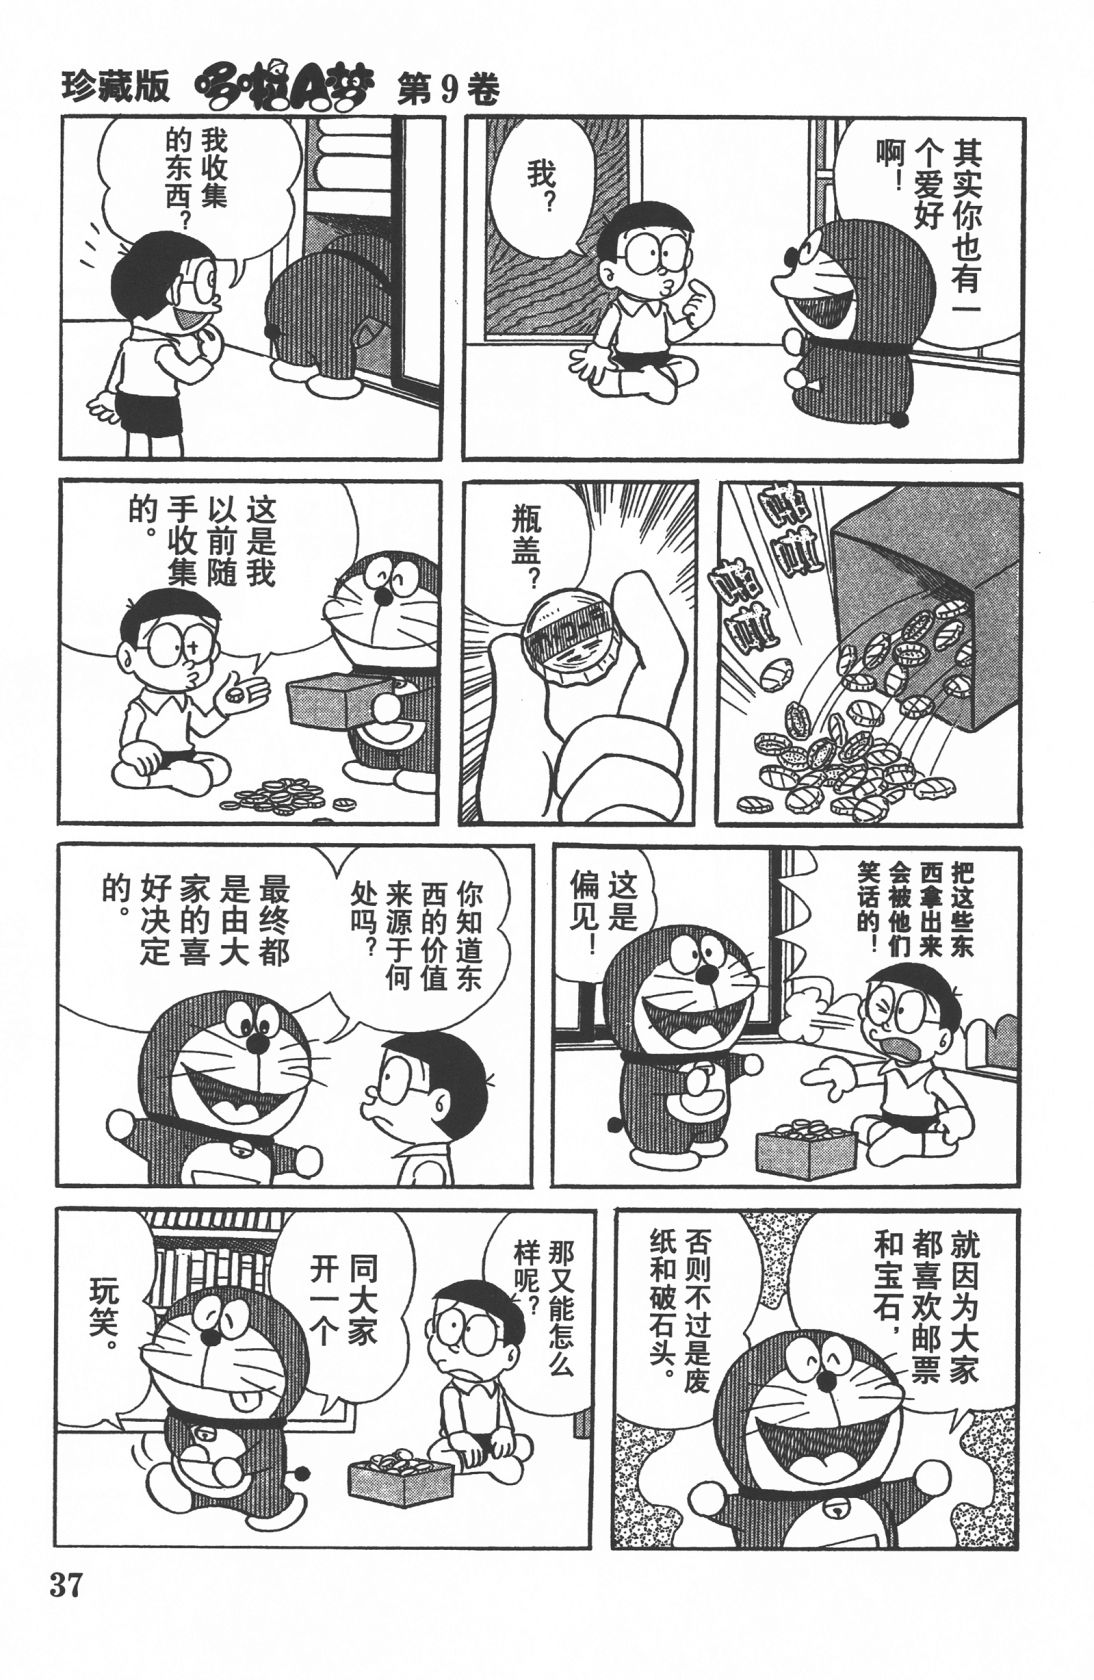 珍藏版 哆啦A梦 第9卷
其实你也有一
个爱好
啊！
我？
我收集
的东西？
哗啦
哗啦
瓶盖？
这是我
以前随
手收集
的。
把这些东
西拿出来
会被他们
笑话的！
这是
偏见！
你知道东
西的价值
来源于何
处吗？
最终都
是由大
家的喜
好决定
的。
就因为大家
都喜欢邮票
和宝石，
否则不过是废
纸和破石头。
那又能怎么
样呢？
同大家
开一个
玩笑。
37